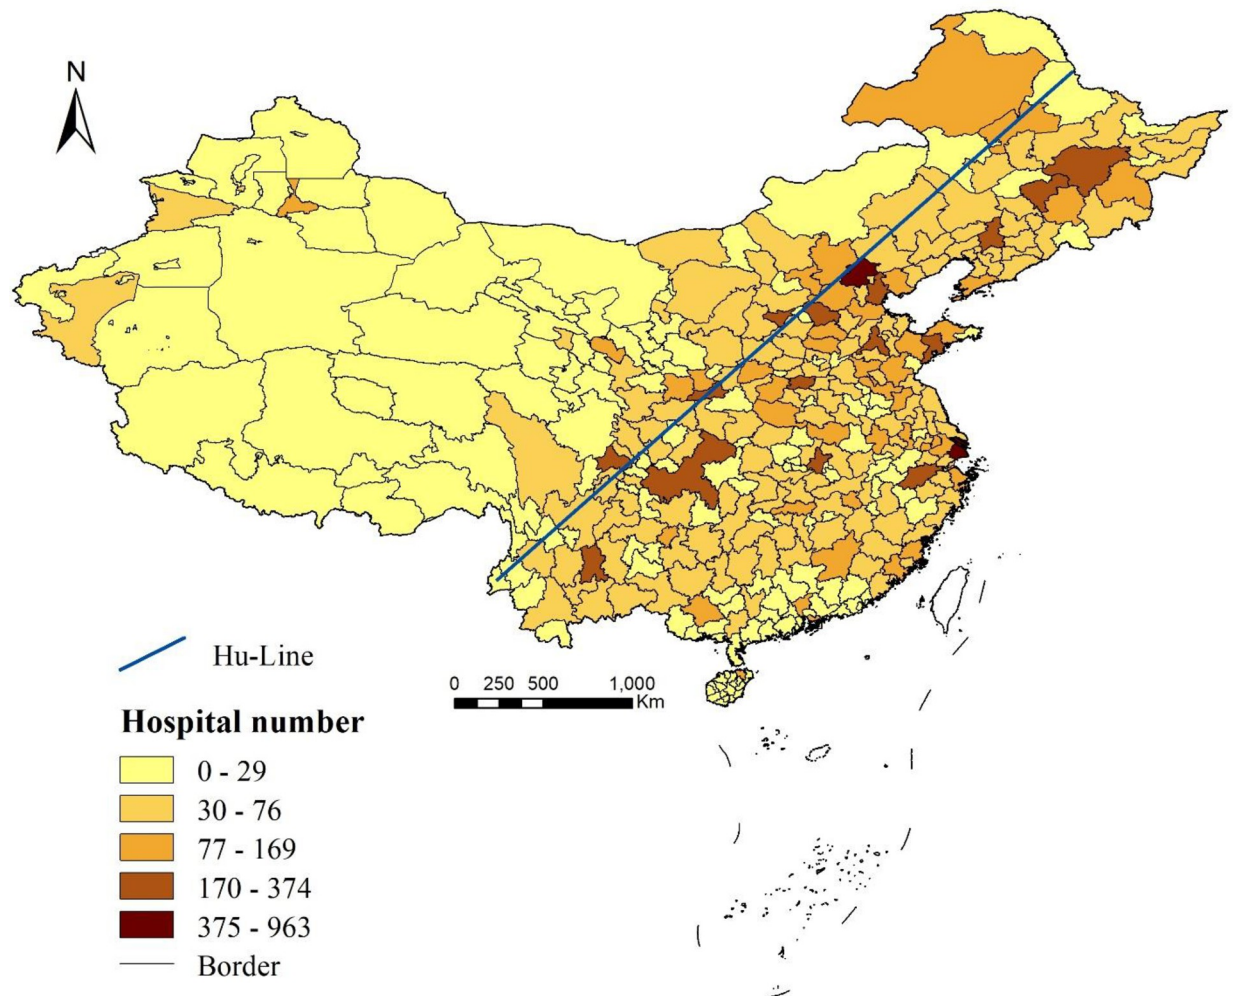 N
Hu-Line
0 250 500 1,000
Km
Hospital number
0 - 29
30 - 76
77 - 169
170 - 374
375 - 963
Border